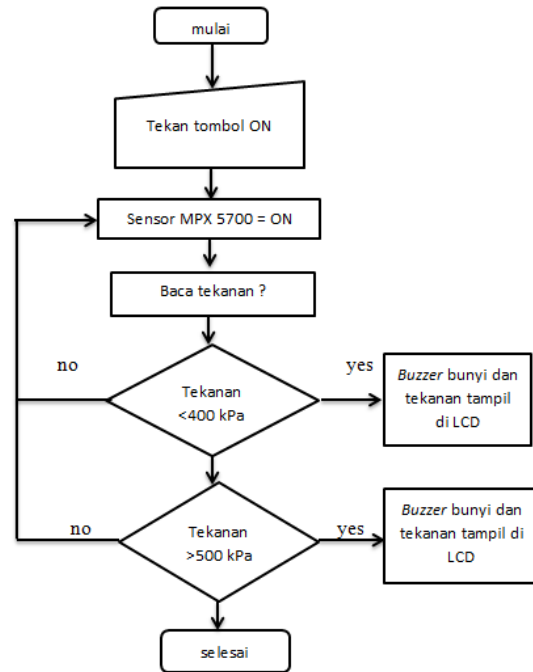 mulai
Tekan tombol ON
Sensor MPX 5700 = ON
Baca tekanan ?
no
Tekanan
<400 kPa
yes
Buzzer bunyi dan
tekanan tampil
di LCD
no
Tekanan
>500 kPa
yes
Buzzer bunyi dan
tekanan tampil di
LCD
selesai